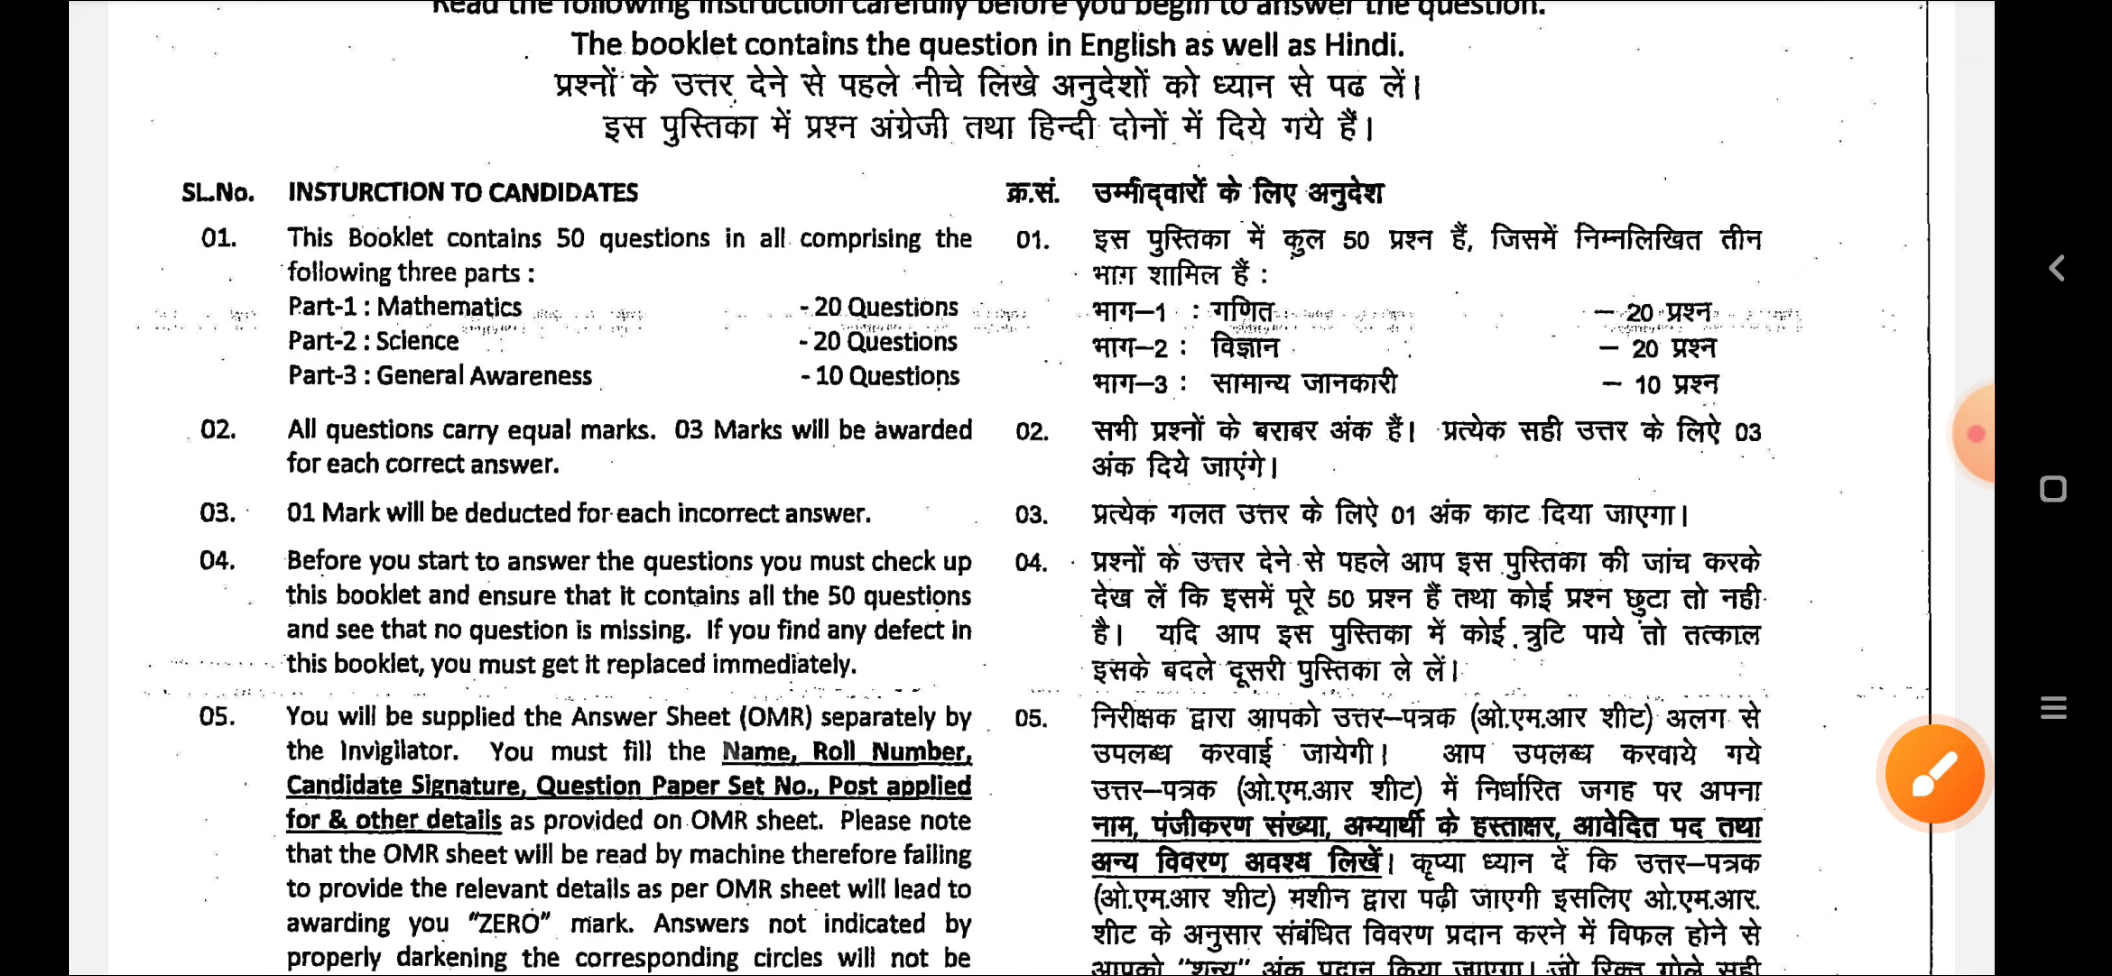 Read the following instruction carefully before you begin to answer the question.
The booklet contains the question in English as well as Hindi.
प्रश्नों के उत्तर देने से पहले नीचे लिखे अनुदेशों को ध्यान से पढ लें।
इस पुस्तिका में प्रश्न अंग्रेजी तथा हिन्दी दोनों में दिये गये हैं।
SL.No. INSTURCTION TO CANDIDATES
01. This Booklet contains 50 questions in all comprising the
following three parts :
Part-1 : Mathematics - 20 Questions
Part-2 : Science - 20 Questions
Part-3 : General Awareness - 10 Questions
02. All questions carry equal marks. 03 Marks will be awarded
for each correct answer.
03. 01 Mark will be deducted for each incorrect answer.
04. Before you start to answer the questions you must check up
this booklet and ensure that it contains all the 50 questions
and see that no question is missing. If you find any defect in
this booklet, you must get it replaced immediately.
05. You will be supplied the Answer Sheet (OMR) separately by
the Invigilator. You must fill the Name, Roll Number,
Candidate Signature, Question Paper Set No., Post applied
for & other details as provided on OMR sheet. Please note
that the OMR sheet will be read by machine therefore failing
to provide the relevant details as per OMR sheet will lead to
awarding you "ZERO" mark. Answers not indicated by
properly darkening the corresponding circles will not be
क्र.सं. उम्मीद्वारों के लिए अनुदेश
01. इस पुस्तिका में कुल 50 प्रश्न हैं, जिसमें निम्नलिखित तीन
भाग शामिल हैं :
भाग–1 : गणित – 20 प्रश्न
भाग–2 : विज्ञान – 20 प्रश्न
भाग–3 : सामान्य जानकारी – 10 प्रश्न
02. सभी प्रश्नों के बराबर अंक हैं। प्रत्येक सही उत्तर के लिऐ 03
अंक दिये जाएंगे।
03. प्रत्येक गलत उत्तर के लिऐ 01 अंक काट दिया जाएगा।
04. प्रश्नों के उत्तर देने से पहले आप इस पुस्तिका की जांच करके
देख लें कि इसमें पूरे 50 प्रश्न हैं तथा कोई प्रश्न छुटा तो नही
है। यदि आप इस पुस्तिका में कोई त्रुटि पाये तो तत्काल
इसके बदले दूसरी पुस्तिका ले लें।
05. निरीक्षक द्वारा आपको उत्तर–पत्रक (ओ.एम.आर शीट) अलग से
उपलब्ध करवाई जायेगी। आप उपलब्ध करवाये गये
उत्तर–पत्रक (ओ.एम.आर शीट) में निर्धारित जगह पर अपना
नाम, पंजीकरण संख्या, अभ्यार्थी के हस्ताक्षर, आवेदित पद तथा
अन्य विवरण अवश्य लिखें। कृप्या ध्यान दें कि उत्तर–पत्रक
(ओ.एम.आर शीट) मशीन द्वारा पढ़ी जाएगी इसलिए ओ.एम.आर.
शीट के अनुसार संबंधित विवरण प्रदान करने में विफल होने से
आपको "शून्य" अंक प्रदान किया जाएगा। जो रिक्त गोले सही